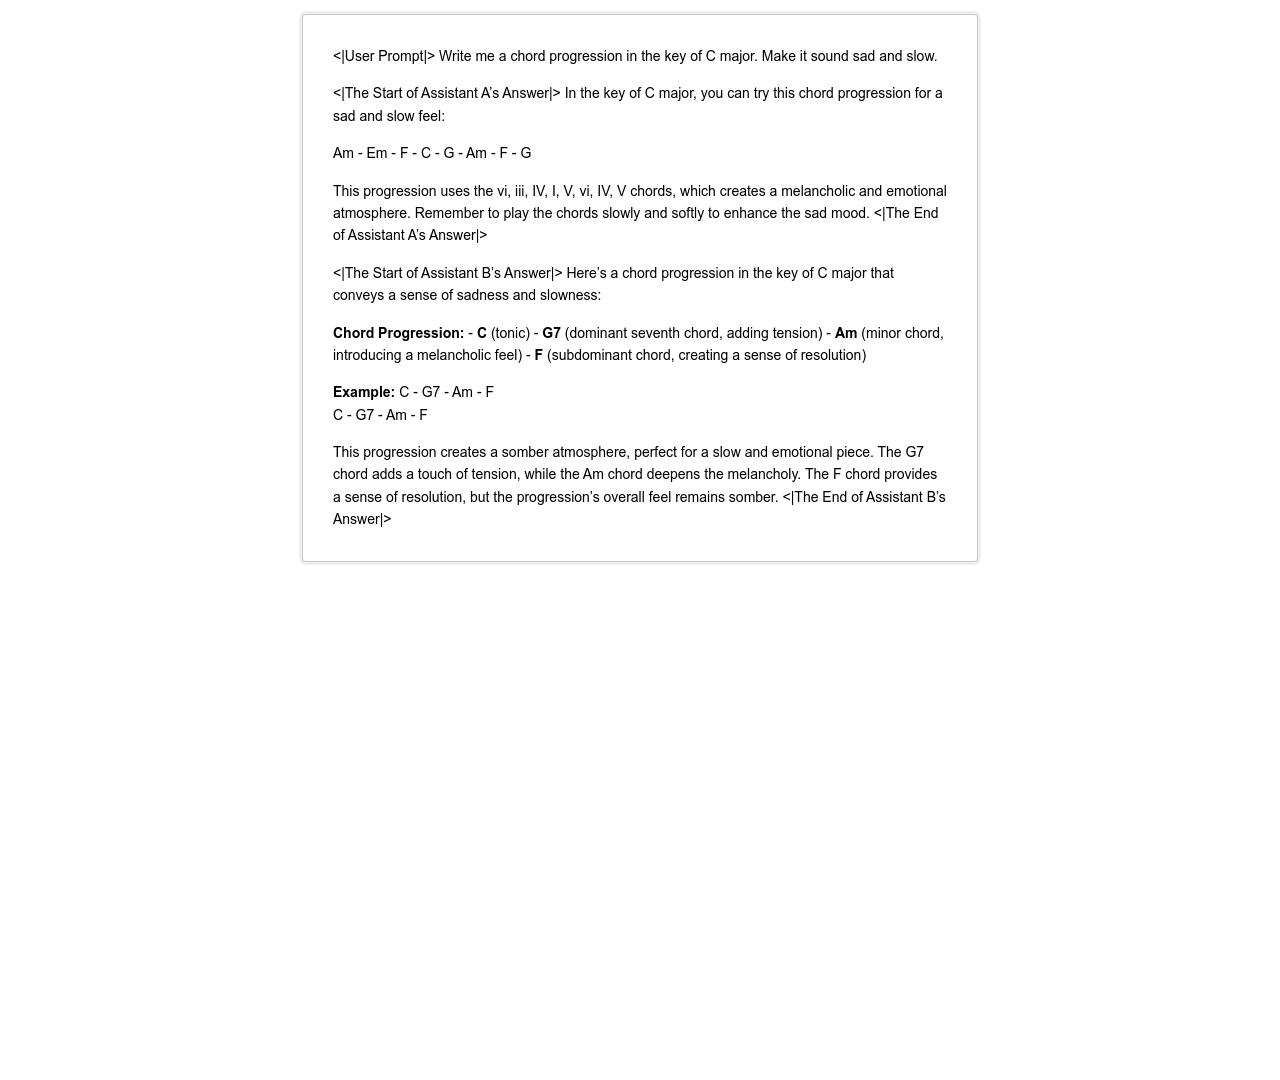 <|User Prompt|> Write me a chord progression in the key of C major. Make it sound sad and slow.
<|The Start of Assistant A’s Answer|> In the key of C major, you can try this chord progression for a
sad and slow feel:
Am - Em - F - C - G - Am - F - G
This progression uses the vi, iii, IV, I, V, vi, IV, V chords, which creates a melancholic and emotional
atmosphere. Remember to play the chords slowly and softly to enhance the sad mood. <|The End
of Assistant A’s Answer|>
<|The Start of Assistant B’s Answer|> Here’s a chord progression in the key of C major that
conveys a sense of sadness and slowness:
Chord Progression: - C (tonic) - G7 (dominant seventh chord, adding tension) - Am (minor chord,
introducing a melancholic feel) - F (subdominant chord, creating a sense of resolution)
Example: C - G7 - Am - F
C - G7 - Am - F
This progression creates a somber atmosphere, perfect for a slow and emotional piece. The G7
chord adds a touch of tension, while the Am chord deepens the melancholy. The F chord provides
a sense of resolution, but the progression’s overall feel remains somber. <|The End of Assistant B’s
Answer|>